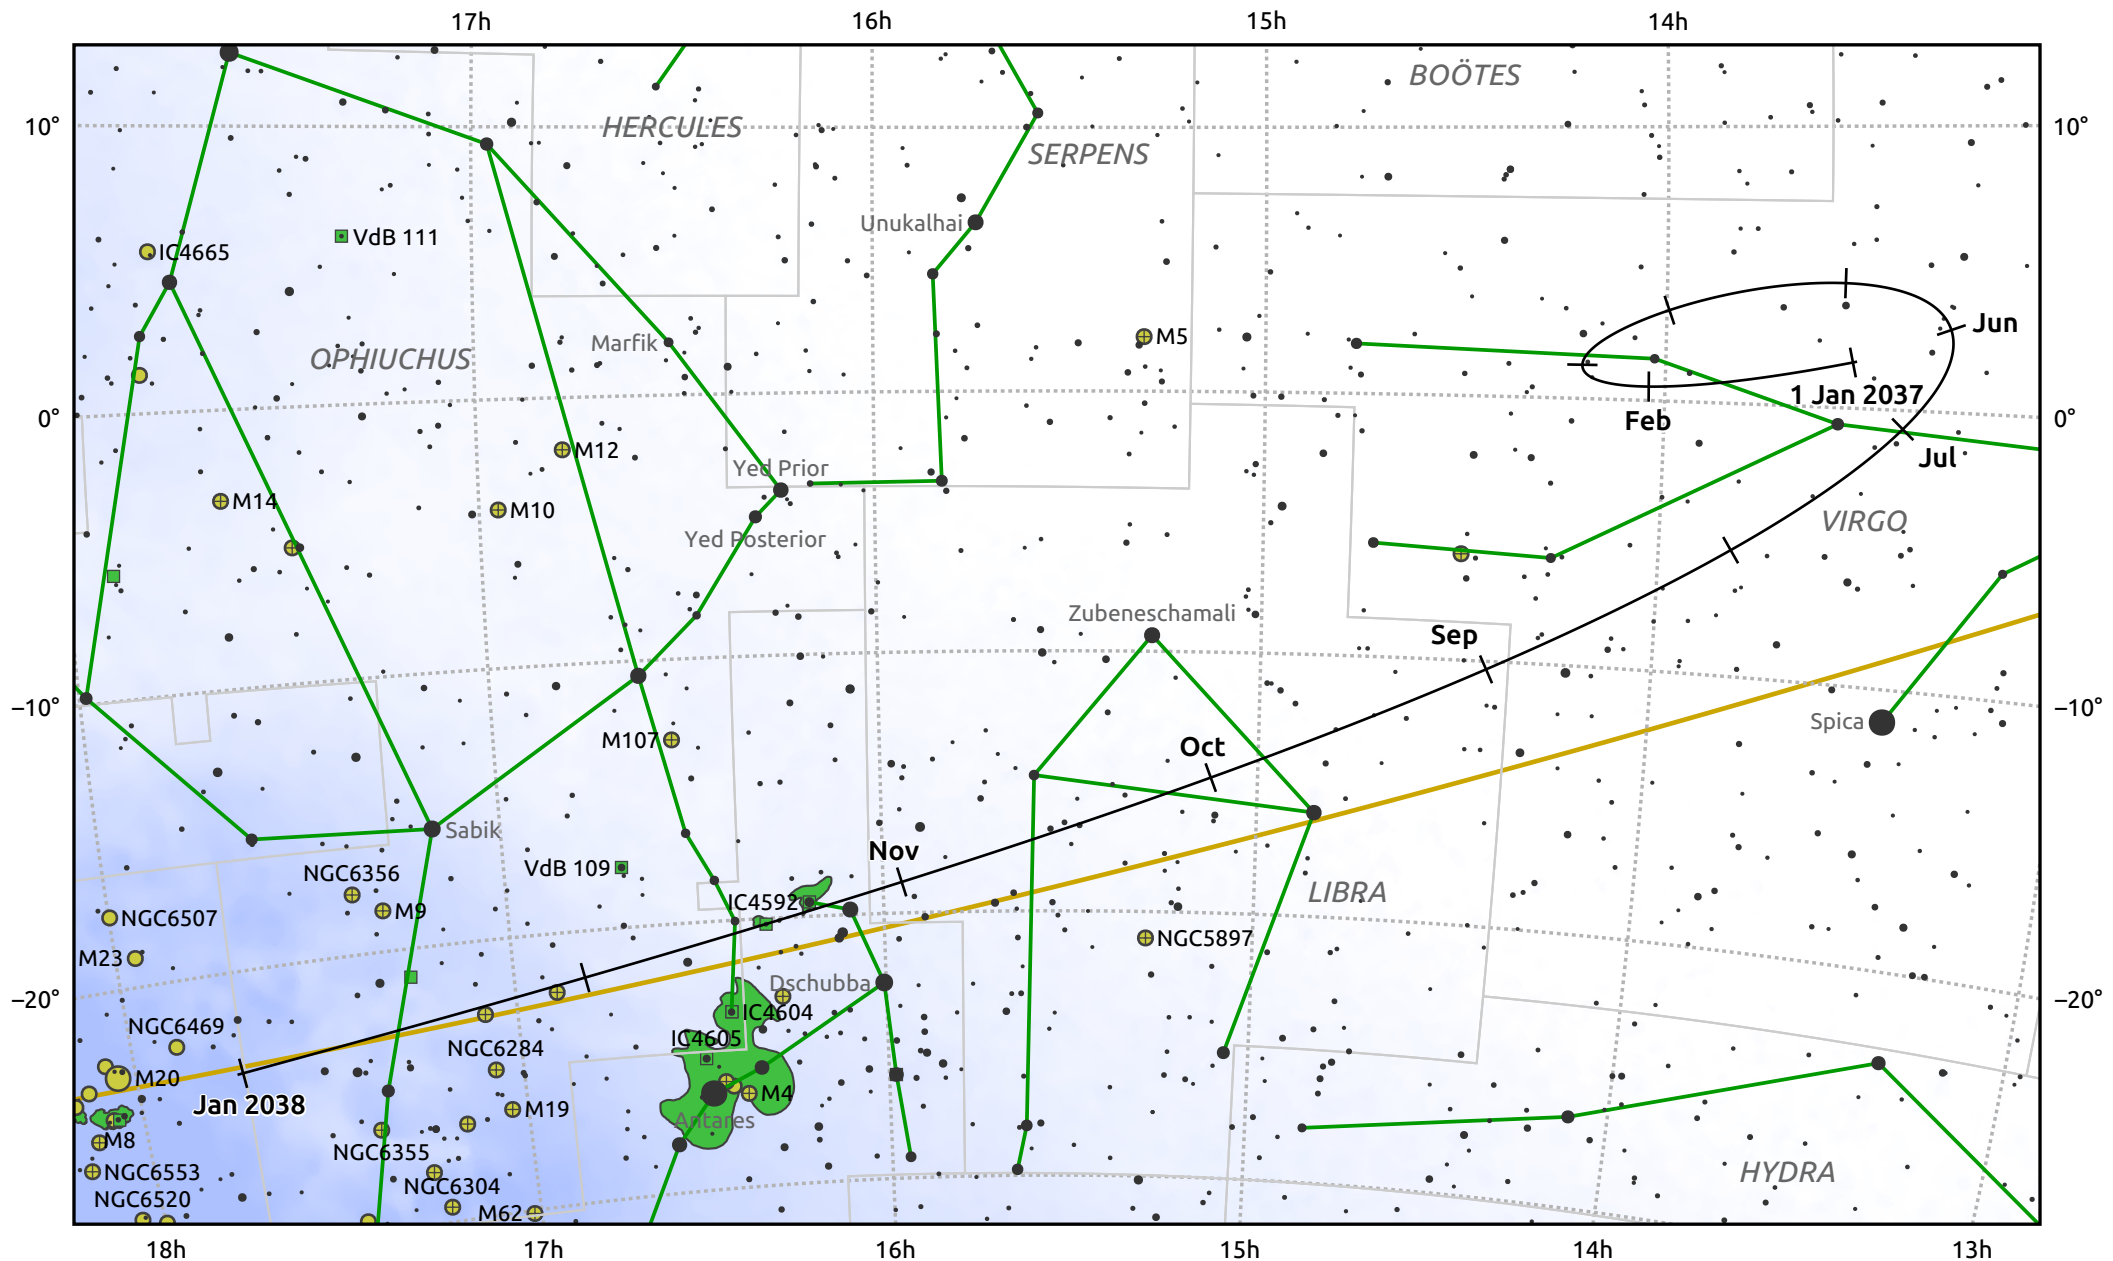 17h 16h 15h 14h
BOÖTES
10° HERCULES 10°
SERPENS
Unukalhai
VdB 111
IC4665
Jun
M5
Marfik
OPHIUCHUS
1 Jan 2037
0° Feb 0°
M12 Jul
Yed Prior
M14
M10 VIRGO
Yed Posterior
Zubeneschamali
Sep
−10° −10°
Spica
M107 Oct
Sabik
Nov
VdB 109
NGC6356
LIBRA
IC4592
M9
NGC6507
NGC5897
M23
Dschubba
−20° −20°
IC4604
NGC6469
IC4605
NGC6284
M20
M4
Jan 2038
M19
Antares
M8
NGC6355
NGC6553 HYDRA
NGC6304
NGC6520
M62
18h 17h 16h 15h 14h 13h